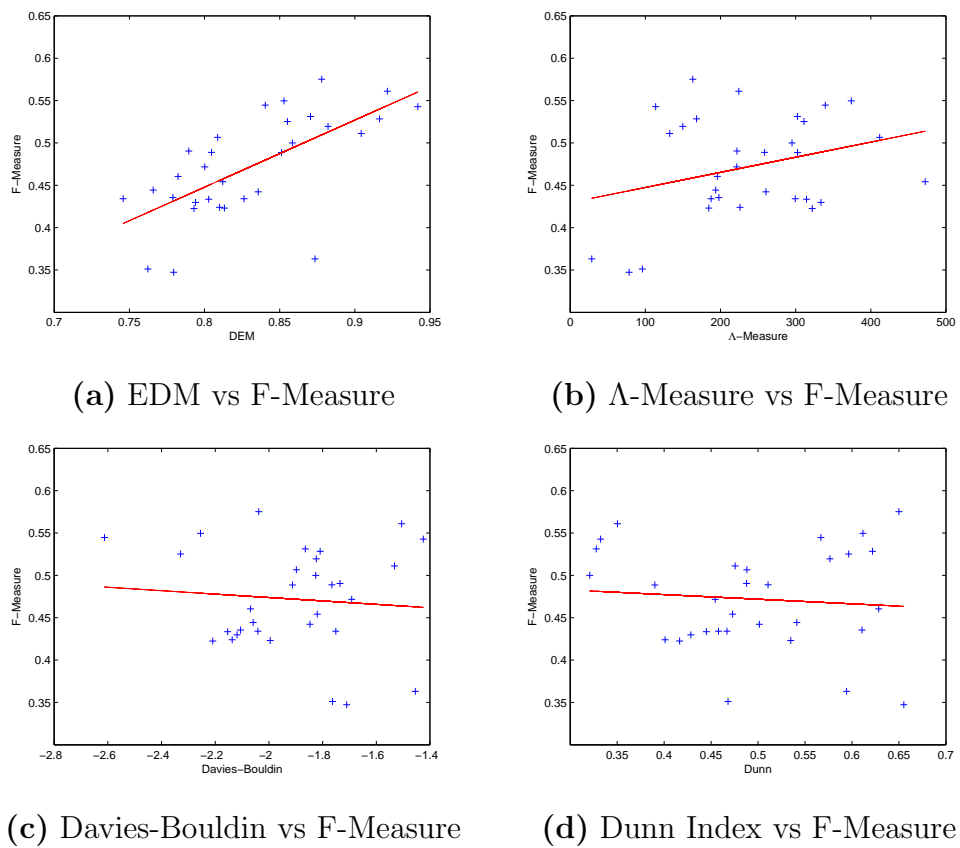 0.65
0.6
0.55
0.5
0.45
0.4
0.35
F−Measure
0.7 0.75 0.8 0.85 0.9 0.95
DEM
(a) EDM vs F-Measure
0.65
0.6
0.55
0.5
0.45
0.4
0.35
F−Measure
0 100 200 300 400 500
Λ−Measure
(b) Λ-Measure vs F-Measure
0.65
0.6
0.55
0.5
0.45
0.4
0.35
F−Measure
−2.8 −2.6 −2.4 −2.2 −2 −1.8 −1.6 −1.4
Davies−Bouldin
(c) Davies-Bouldin vs F-Measure
0.65
0.6
0.55
0.5
0.45
0.4
0.35
F−Measure
0.35 0.4 0.45 0.5 0.55 0.6 0.65 0.7
Dunn
(d) Dunn Index vs F-Measure